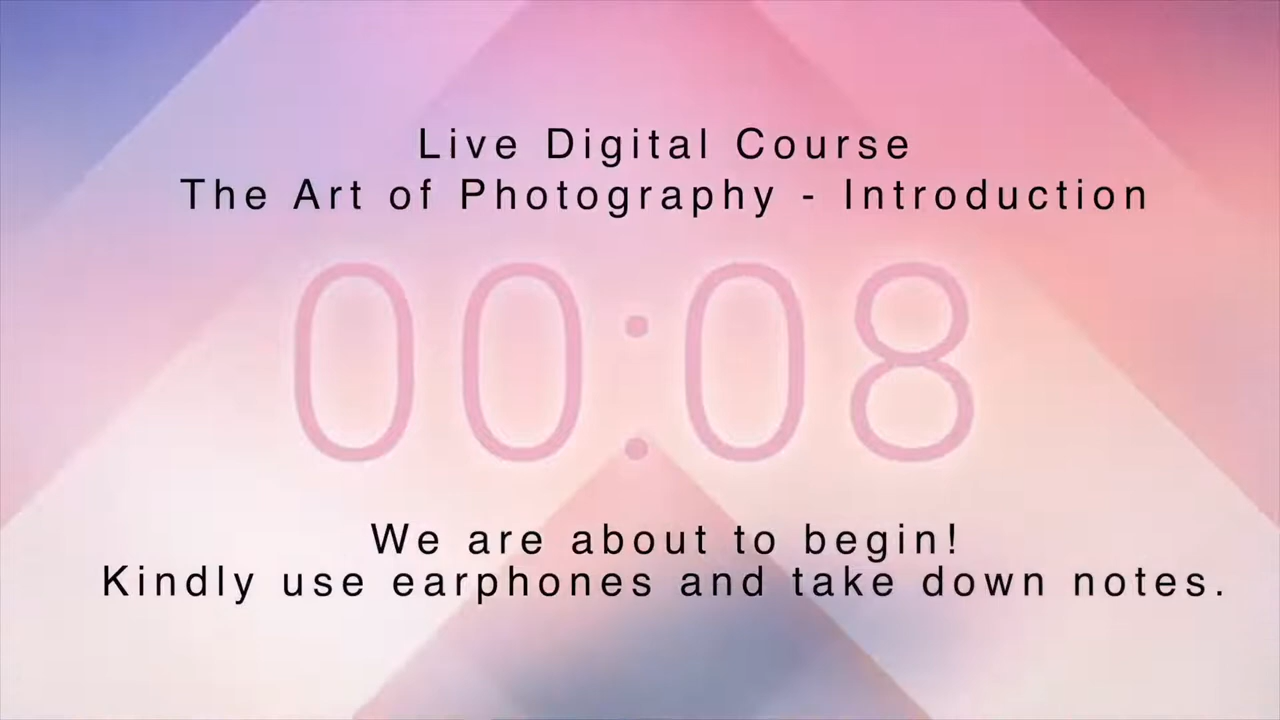 Live Digital Course
The Art of Photography - Introduction
00:08
We are about to begin!
Kindly use earphones and take down notes.